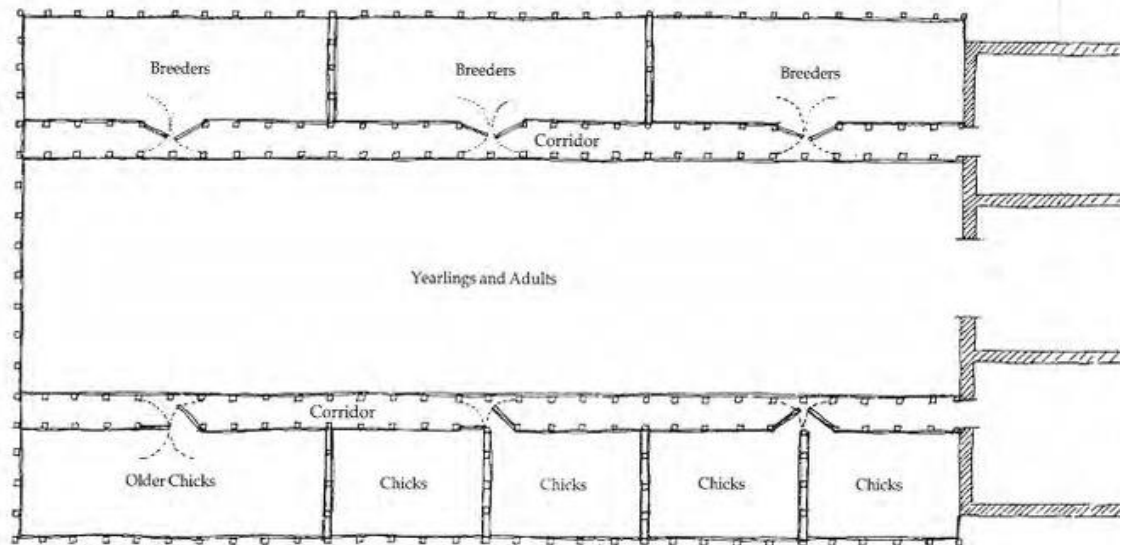 Breeders
Breeders
Breeders
Corridor
Yearlings and Adults
Corridor
Older Chicks
Chicks
Chicks
Chicks
Chicks